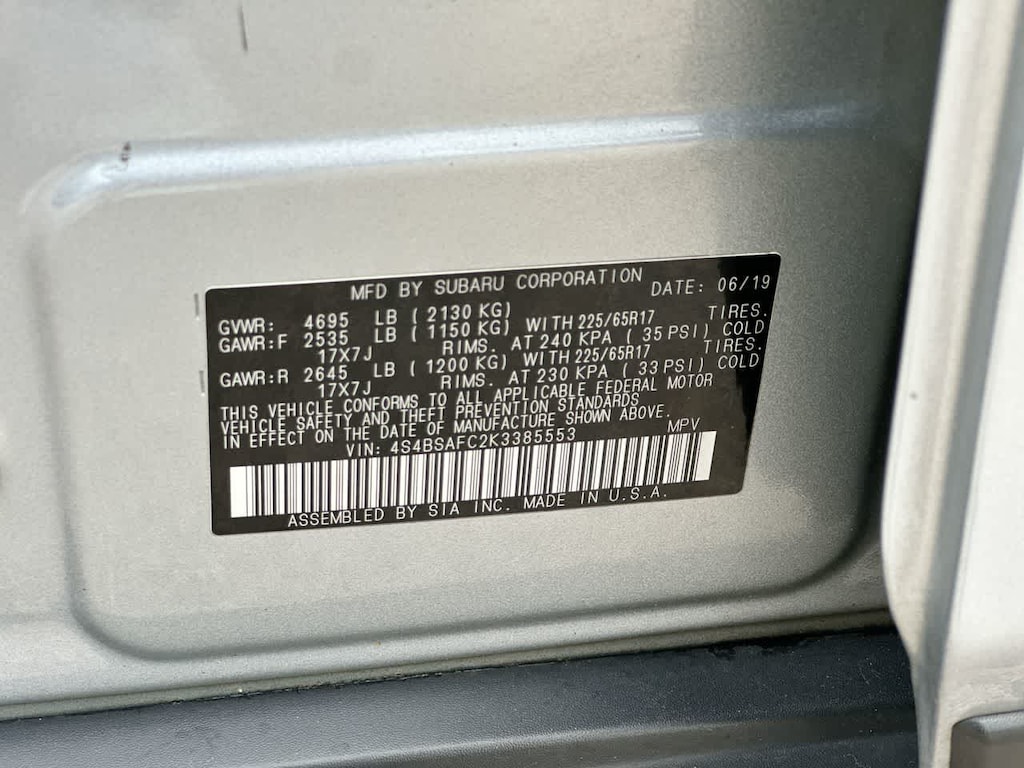 MFD BY SUBARU CORPORATION DATE: 06/19
GVWR: 4695 LB ( 2130 KG)
GAWR:F 2535 LB ( 1150 KG) WITH 225/65R17 TIRES.
17X7J RIMS. AT 240 KPA ( 35 PSI) COLD
GAWR:R 2645 LB ( 1200 KG) WITH 225/65R17 TIRES.
17X7J RIMS. AT 230 KPA ( 33 PSI) COLD
THIS VEHICLE CONFORMS TO ALL APPLICABLE FEDERAL MOTOR
VEHICLE SAFETY AND THEFT PREVENTION STANDARDS
IN EFFECT ON THE DATE OF MANUFACTURE SHOWN ABOVE.
VIN: 4S4BSAFC2K3385553 MPV
ASSEMBLED BY SIA INC. MADE IN U.S.A.